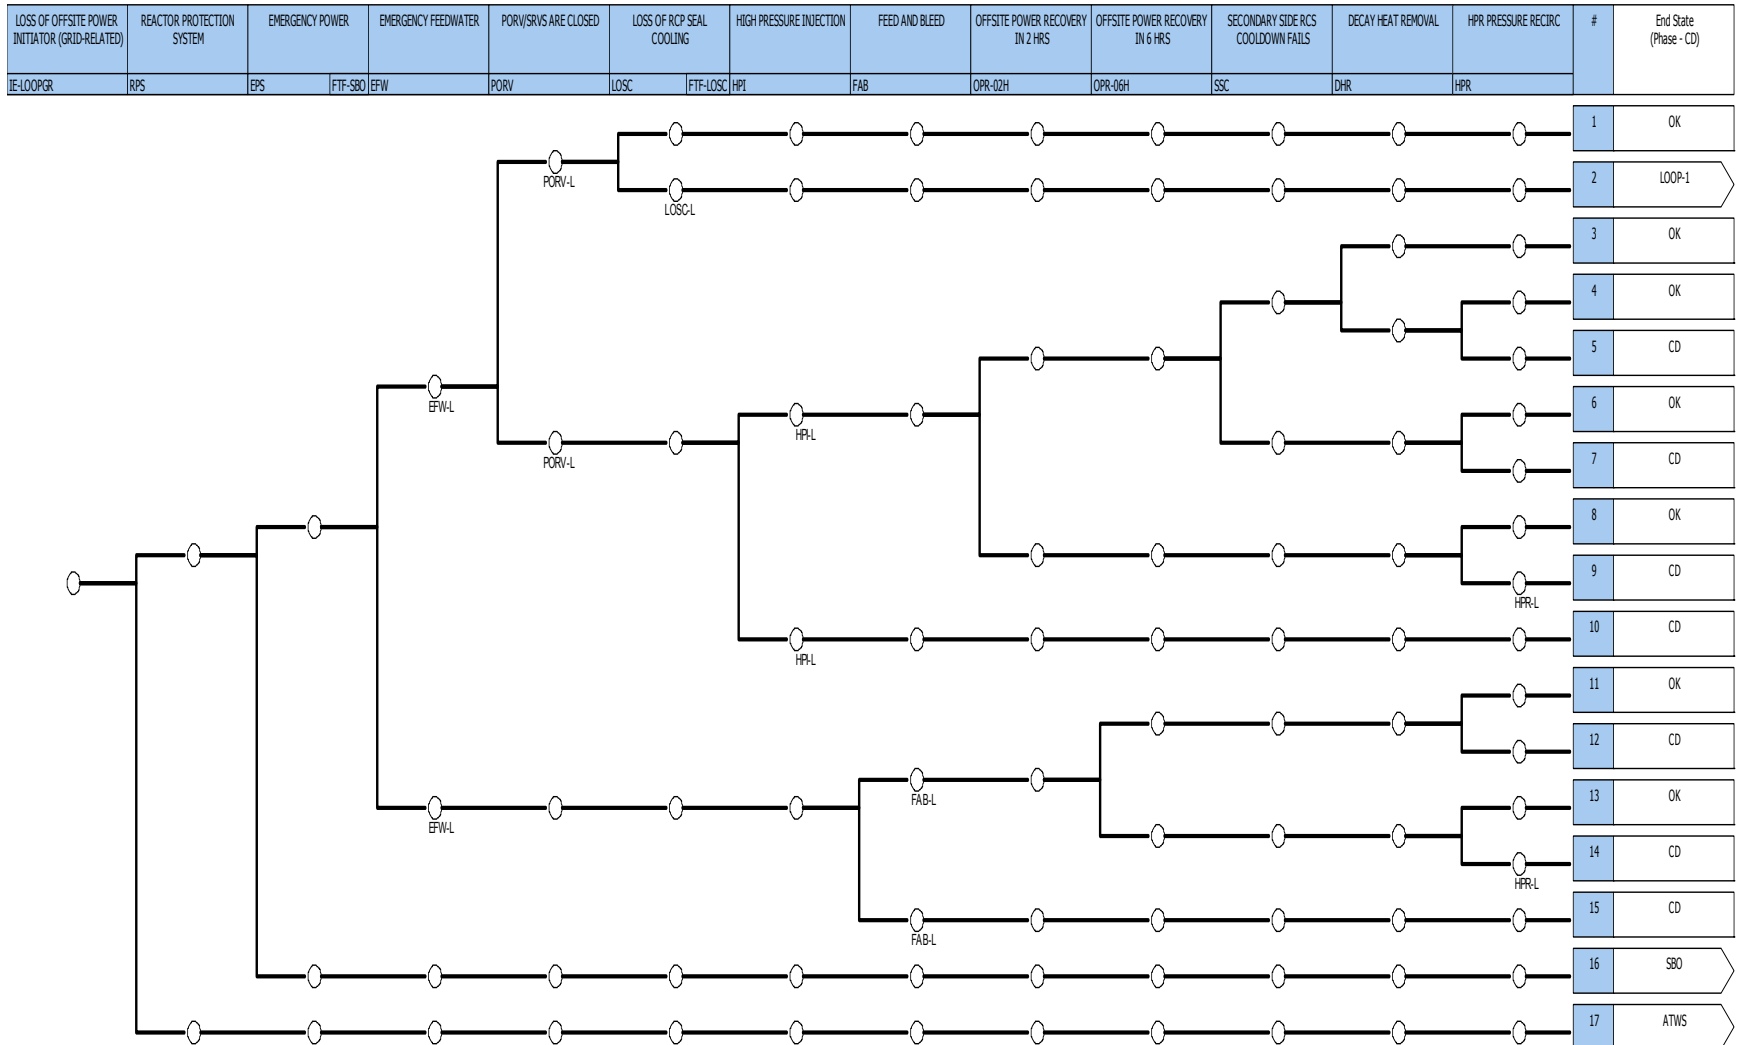 LOSS OF OFFSITE POWER
INITIATOR (GRID-RELATED)
REACTOR PROTECTION
SYSTEM
EMERGENCY POWER
EMERGENCY FEEDWATER
PORV/SRVS ARE CLOSED
LOSS OF RCP SEAL
COOLING
HIGH PRESSURE INJECTION
FEED AND BLEED
OFFSITE POWER RECOVERY
IN 2 HRS
OFFSITE POWER RECOVERY
IN 6 HRS
SECONDARY SIDE RCS
COOLDOWN FAILS
DECAY HEAT REMOVAL
HPR PRESSURE RECIRC
#
End State
(Phase - CD)
IE-LOOPGR
RPS
EPS
FTF-SBO
EFW
PORV
LOSC
FTF-LOSC
HPI
FAB
OPR-02H
OPR-06H
SSC
DHR
HPR
1 OK
PORV-L
2 LOOP-1
LOSC-L
3 OK
4 OK
5 CD
EFW-L
6 OK
HPI-L
7 CD
PORV-L
8 OK
9 CD
HPR-L
10 CD
HPI-L
11 OK
12 CD
FAB-L
13 OK
EFW-L
14 CD
HPR-L
15 CD
FAB-L
16 SBO
17 ATWS